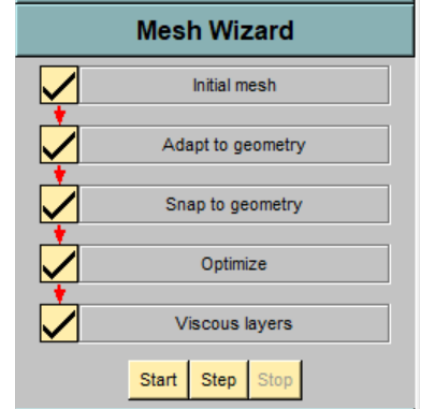 Mesh Wizard
Initial mesh
Adapt to geometry
Snap to geometry
Optimize
Viscous layers
Start Step Stop